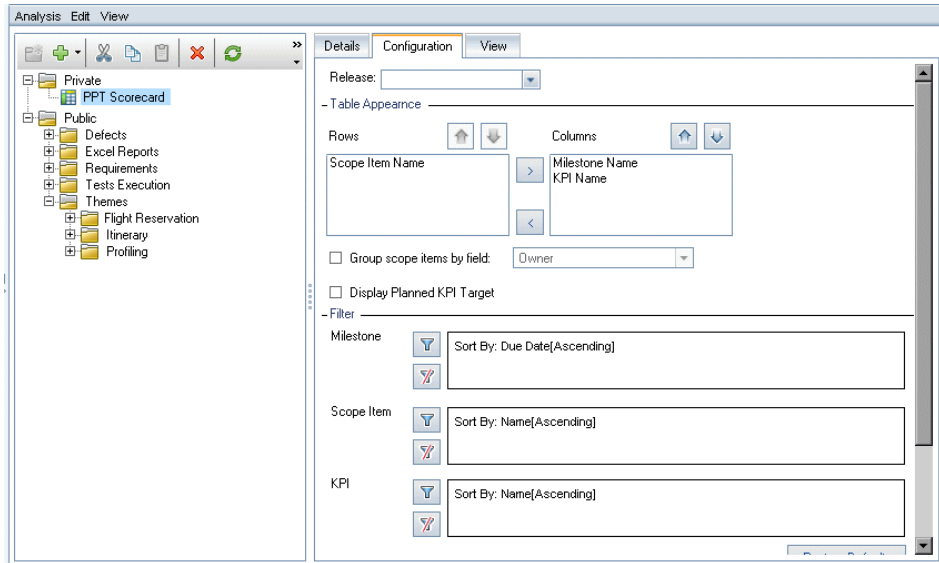 Analysis Edit View
»
Private
PPT Scorecard
Public
Defects
Excel Reports
Requirements
Tests Execution
Themes
Flight Reservation
Itinerary
Profiling
Details Configuration View
Release:
Table Appearnce
Rows Columns
Scope Item Name
>
<
Milestone Name
KPI Name
Group scope items by field: Owner
Display Planned KPI Target
Filter
Milestone
Sort By: Due Date[Ascending]
Scope Item
Sort By: Name[Ascending]
KPI
Sort By: Name[Ascending]